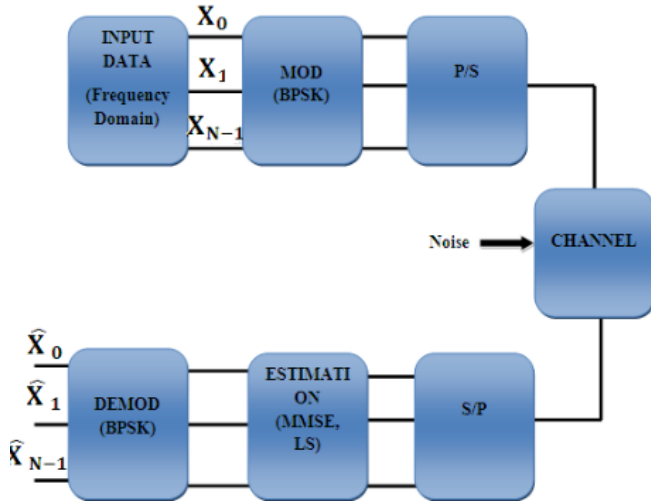 X₀
INPUT
DATA
(Frequency
Domain)
X₁
X_{N−1}
MOD
(BPSK)
P/S
Noise
CHANNEL
X̂ ₀
X̂ ₁
X̂ _{N−1}
DEMOD
(BPSK)
ESTIMATI
ON
(MMSE,
LS)
S/P